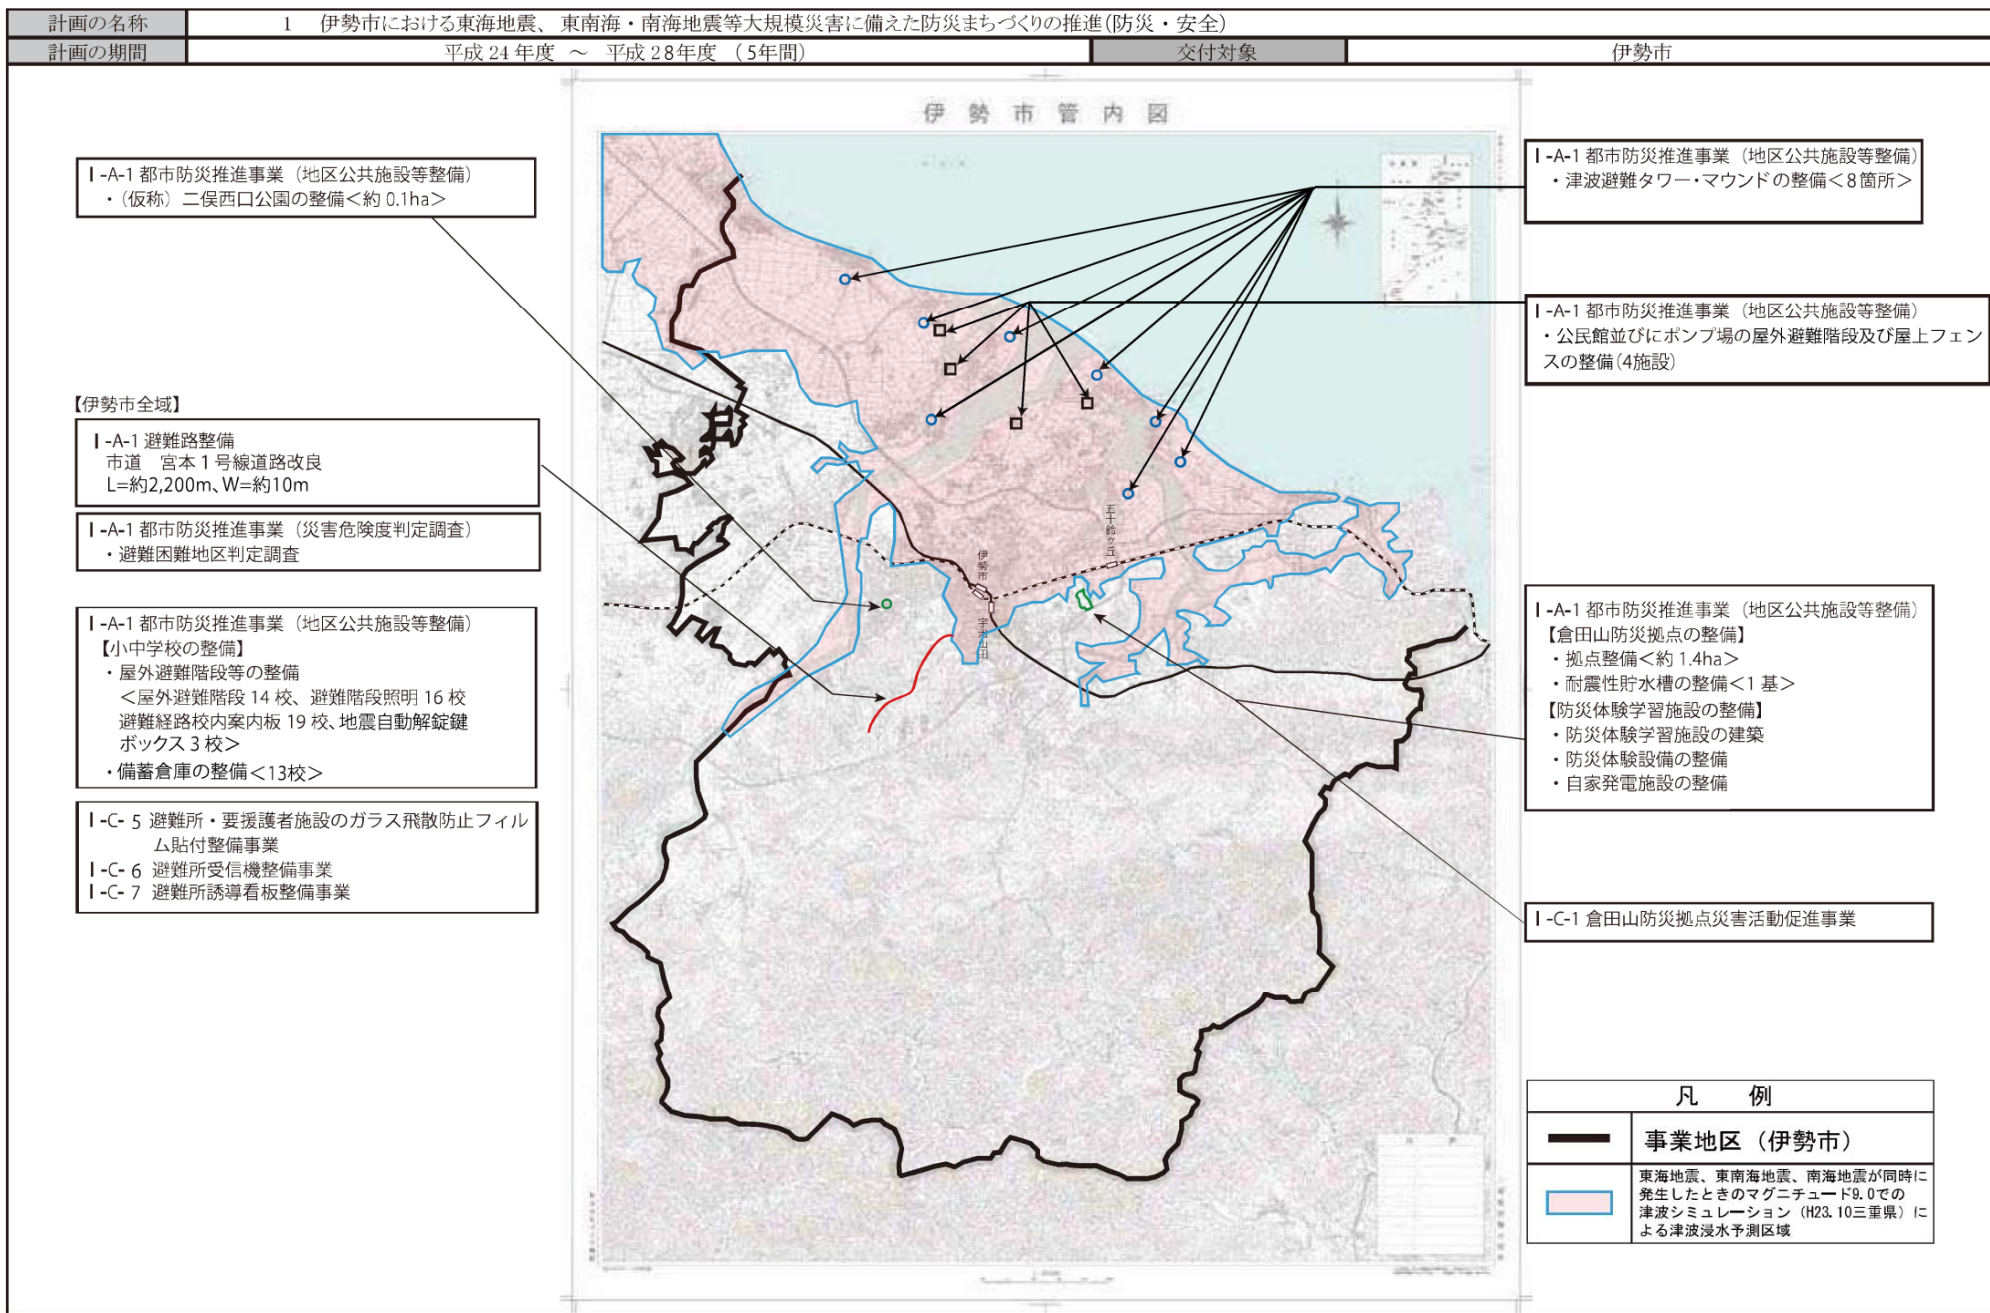 計画の名称 1 伊勢市における東海地震、東南海・南海地震等大規模災害に備えた防災まちづくりの推進(防災・安全)
計画の期間 平成24年度 ～ 平成28年度 （5年間） 交付対象 伊勢市
伊勢市管内図
Ⅰ-A-1 都市防災推進事業（地区公共施設等整備）
・（仮称）二俣西口公園の整備＜約0.1ha＞
【伊勢市全域】
Ⅰ-A-1 避難路整備
市道 宮本1号線道路改良
L=約2,200m、W=約10m
Ⅰ-A-1 都市防災推進事業（災害危険度判定調査）
・避難困難地区判定調査
Ⅰ-A-1 都市防災推進事業（地区公共施設等整備）
【小中学校の整備】
・屋外避難階段等の整備
＜屋外避難階段14校、避難階段照明16校
避難経路校内案内板19校、地震自動解錠鍵
ボックス3校＞
・備蓄倉庫の整備＜13校＞
Ⅰ-C- 5 避難所・要援護者施設のガラス飛散防止フィル
ム貼付整備事業
Ⅰ-C- 6 避難所受信機整備事業
Ⅰ-C- 7 避難所誘導看板整備事業
五十鈴ヶ丘
伊勢市
宇治山田
Ⅰ-A-1 都市防災推進事業（地区公共施設等整備）
・津波避難タワー・マウンドの整備＜8箇所＞
Ⅰ-A-1 都市防災推進事業（地区公共施設等整備）
・公民館並びにポンプ場の屋外避難階段及び屋上フェン
スの整備(4施設)
Ⅰ-A-1 都市防災推進事業（地区公共施設等整備）
【倉田山防災拠点の整備】
・拠点整備＜約1.4ha＞
・耐震性貯水槽の整備＜1基＞
【防災体験学習施設の整備】
・防災体験学習施設の建築
・防災体験設備の整備
・自家発電施設の整備
Ⅰ-C-1 倉田山防災拠点災害活動促進事業
凡 例
事業地区（伊勢市）
東海地震、東南海地震、南海地震が同時に
発生したときのマグニチュード9.0での
津波シミュレーション（H23.10三重県）に
よる津波浸水予測区域